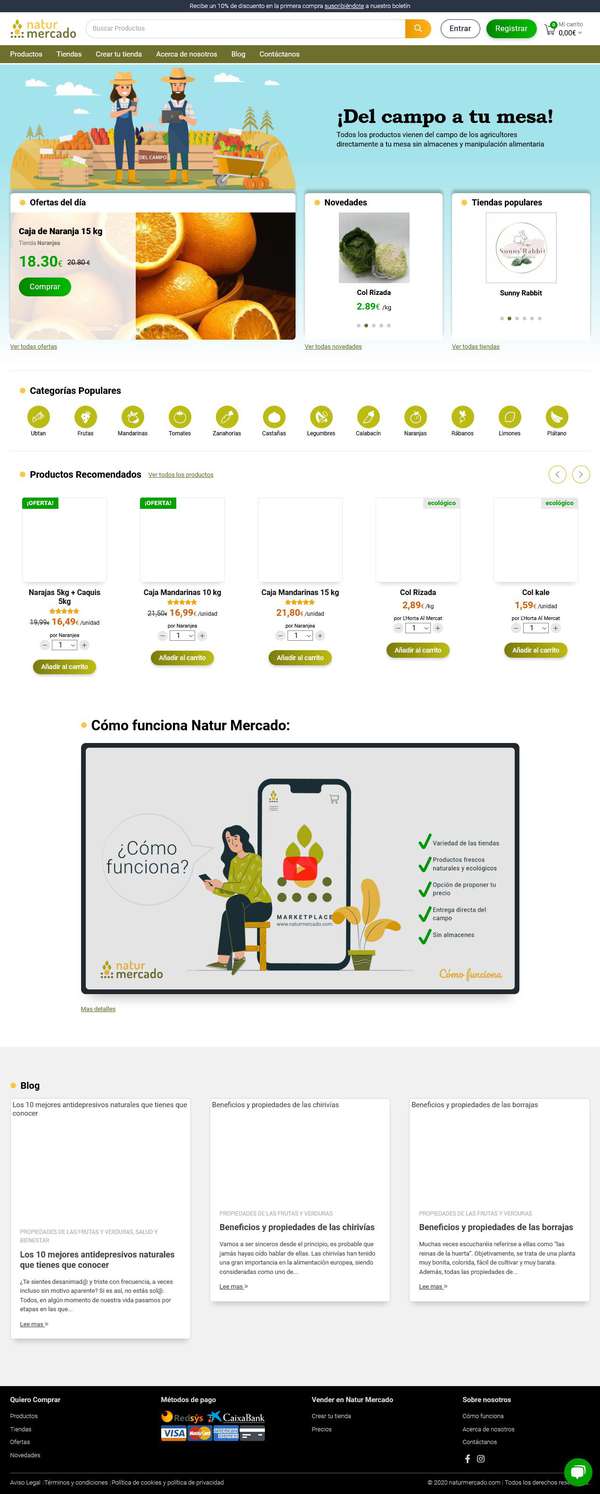 Recibe un 10% de discuento en la primera compra suscribiéndote a nuestro boletín
natur
mercado
Buscar Productos
Entrar
Registrar
0
Mi carrito
0,00€
Productos
Tiendas
Crear tu tienda
Acerca de nosotros
Blog
Contáctanos
DEL CAMPO
¡Del campo a tu mesa!
Todos los productos vienen del campo de los agricultores
directamente a tu mesa sin almacenes y manipulación alimentaria
Ofertas del día
Caja de Naranja 15 kg
Tienda Naranjea
18.30€ 20.80 €
Comprar
Ver todas ofertas
Novedades
Col Rizada
2.89€ /kg
Ver todas novedades
Tiendas populares
Sunny Rabbit
Sunny Rabbit
Ver todas tiendas
Categorías Populares
Ubtan
Frutas
Mandarinas
Tomates
Zanahorias
Castañas
Legumbres
Calabacín
Naranjas
Rábanos
Limones
Plátano
Productos Recomendados
Ver todos los productos
¡OFERTA!
Narajas 5kg + Caquis
5kg
19,99€ 16,49€ /unidad
por Naranjea
1
Añadir al carrito
¡OFERTA!
Caja Mandarinas 10 kg
21,50€ 16,99€ /unidad
por Naranjea
1
Añadir al carrito
Caja Mandarinas 15 kg
21,80€ /unidad
por Naranjea
1
Añadir al carrito
ecológico
Col Rizada
2,89€ /kg
por L'Horta Al Mercat
1
Añadir al carrito
ecológico
Col kale
1,59€ /unidad
por L'Horta Al Mercat
1
Añadir al carrito
Cómo funciona Natur Mercado:
¿Cómo
funciona?
MARKETPLACE
www.naturmercado.com
Variedad de las tiendas
Productos frescos
naturales y ecológicos
Opción de proponer tu
precio
Entrega directa del
campo
Sin almacenes
natur
mercado
Cómo funciona
Mas detalles
Blog
Los 10 mejores antidepresivos naturales que tienes que
conocer
PROPIEDADES DE LAS FRUTAS Y VERDURAS, SALUD Y
BIENESTAR
Los 10 mejores antidepresivos naturales
que tienes que conocer
¿Te sientes desanimad@ y triste con frecuencia, a veces
incluso sin motivo aparente? Si es así, no estás sol@.
Todos, en algún momento de nuestra vida pasamos por
etapas en las que...
Lee mas »
Beneficios y propiedades de las chirivías
PROPIEDADES DE LAS FRUTAS Y VERDURAS
Beneficios y propiedades de las chirivías
Vamos a ser sinceros desde el principio, es probable que
jamás hayas oído hablar de ellas. Las chirivías han tenido
una gran importancia en la alimentación europea, siendo
consideradas como uno de...
Lee mas »
Beneficios y propiedades de las borrajas
PROPIEDADES DE LAS FRUTAS Y VERDURAS
Beneficios y propiedades de las borrajas
Muchas veces escucharéis referirse a ellas como "las
reinas de la huerta". Objetivamente, se trata de una planta
muy bonita, colorida, fácil de cultivar y muy barata.
Además, todas las propiedades de...
Lee mas »
Quiero Comprar
Productos
Tiendas
Ofertas
Novedades
Métodos de pago
Redsýs
CaixaBank
VISA
MasterCard
Vender en Natur Mercado
Crear tu tienda
Precios
Sobre nosotros
Cómo funciona
Acerca de nosotros
Contáctanos
Aviso Legal | Términos y condiciones | Política de cookies y política de privacidad
© 2020 naturmercado.com | Todos los derechos